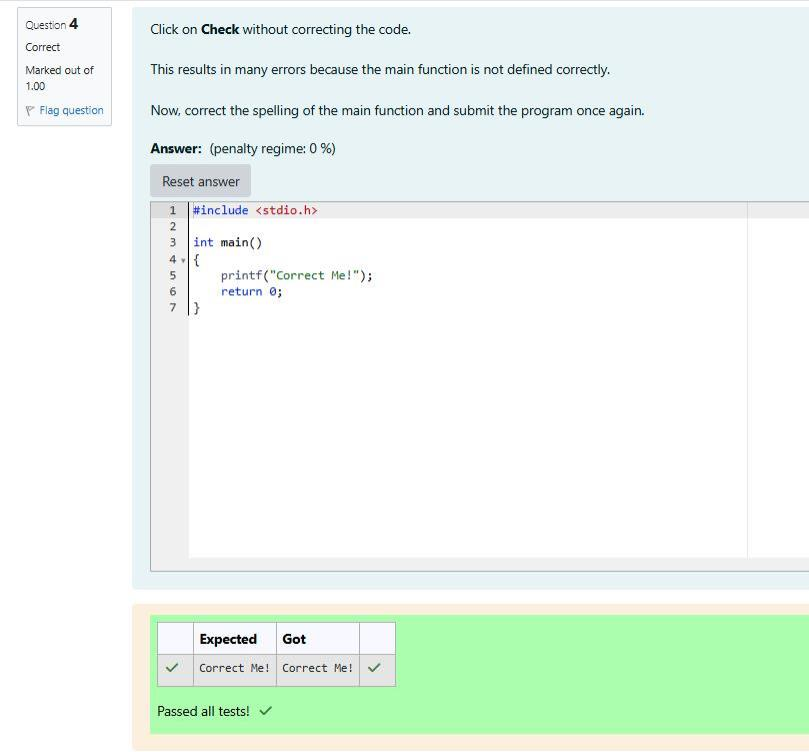 Question 4
Correct
Marked out of
1.00
Flag question
Click on Check without correcting the code.
This results in many errors because the main function is not defined correctly.
Now, correct the spelling of the main function and submit the program once again.
Answer: (penalty regime: 0 %)
Reset answer
1 #include <stdio.h>
2
3 int main()
4 {
5     printf("Correct Me!");
6     return 0;
7 }
Expected Got
Correct Me! Correct Me!
Passed all tests!